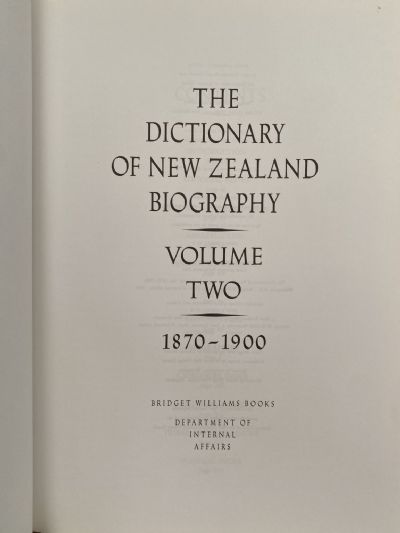 THE
DICTIONARY
OF NEW ZEALAND
BIOGRAPHY
VOLUME
TWO
1870–1900
BRIDGET WILLIAMS BOOKS
DEPARTMENT OF
INTERNAL
AFFAIRS